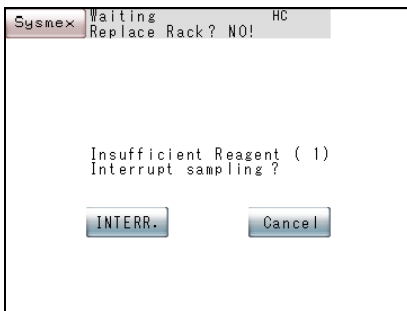 Sysmex Waiting HC
Replace Rack? NO!
Insufficient Reagent ( 1)
Interrupt sampling?
INTERR. Cancel